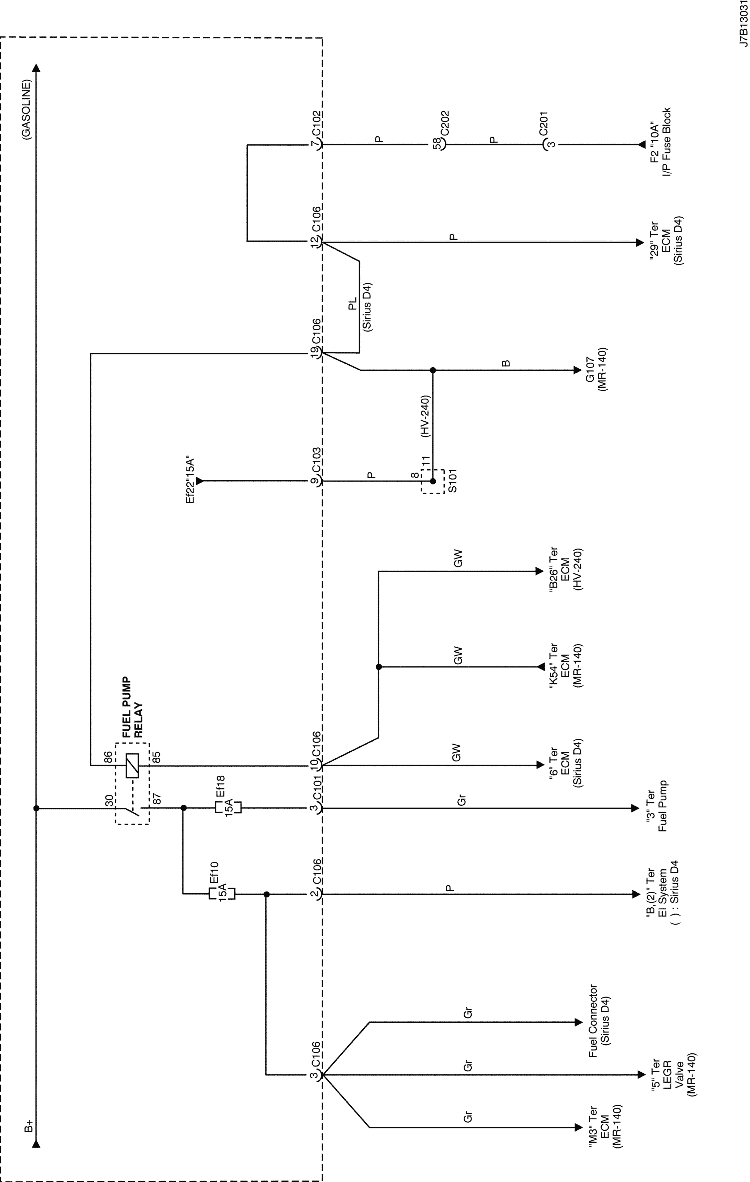 J7B13031
(GASOLINE)
B+
FUEL PUMP
RELAY
30
87
86
85
Ef10
15A
Ef18
15A
Ef22"15A"
3 C106
2 C106
3 C101
10 C106
9 C103
19 C106
12 C106
7 C102
Gr
Gr
Gr
P
Gr
GW
GW
GW
P
8
11
S101
(HV-240)
B
PL
(Sirius D4)
P
P
58 C202
P
3 C201
"M3" Ter
ECM
(MR-140)
"5" Ter
LEGR
Valve
(MR-140)
Fuel Connector
(Sirius D4)
"B,(2)" Ter
EI System
( ) : Sirius D4
"3" Ter
Fuel Pump
"6" Ter
ECM
(Sirius D4)
"K54" Ter
ECM
(MR-140)
"B26" Ter
ECM
(HV-240)
G107
(MR-140)
"29" Ter
ECM
(Sirius D4)
F2 "10A"
I/P Fuse Block